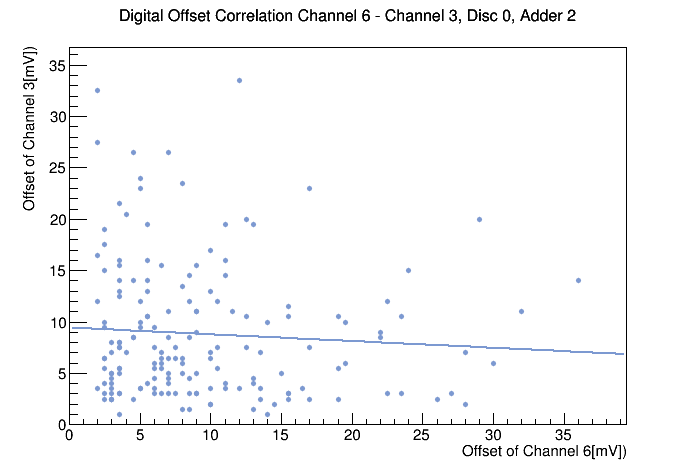 Digital Offset Correlation Channel 6 - Channel 3, Disc 0, Adder 2
Offset of Channel 3[mV])
35
30
25
20
15
10
5
0
0 5 10 15 20 25 30 35
Offset of Channel 6[mV])